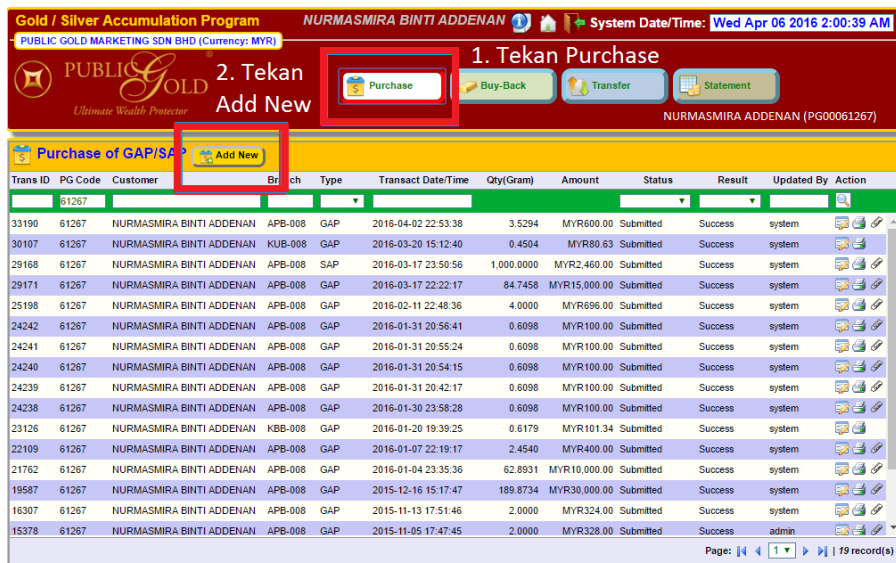 Gold / Silver Accumulation Program
NURMASMIRA BINTI ADDENAN
System Date/Time: Wed Apr 06 2016 2:00:39 AM
PUBLIC GOLD MARKETING SDN BHD (Currency: MYR)
1. Tekan Purchase
PUBLIC GOLD
Ultimate Wealth Protector
2. Tekan
Add New
Purchase Buy-Back Transfer Statement
NURMASMIRA ADDENAN (PG00061267)
Purchase of GAP/SAP Add New
Trans ID PG Code Customer Branch Type Transact Date/Time Qty(Gram) Amount Status Result Updated By Action
61267
33190 61267 NURMASMIRA BINTI ADDENAN APB-008 GAP 2016-04-02 22:53:38 3.5294 MYR600.00 Submitted Success system
30107 61267 NURMASMIRA BINTI ADDENAN KUB-008 GAP 2016-03-20 15:12:40 0.4504 MYR80.63 Submitted Success system
29168 61267 NURMASMIRA BINTI ADDENAN APB-008 SAP 2016-03-17 23:50:56 1,000.0000 MYR2,460.00 Submitted Success system
29171 61267 NURMASMIRA BINTI ADDENAN APB-008 GAP 2016-03-17 22:22:17 84.7458 MYR15,000.00 Submitted Success system
25198 61267 NURMASMIRA BINTI ADDENAN APB-008 GAP 2016-02-11 22:48:36 4.0000 MYR696.00 Submitted Success system
24242 61267 NURMASMIRA BINTI ADDENAN APB-008 GAP 2016-01-31 20:56:41 0.6098 MYR100.00 Submitted Success system
24241 61267 NURMASMIRA BINTI ADDENAN APB-008 GAP 2016-01-31 20:55:24 0.6098 MYR100.00 Submitted Success system
24240 61267 NURMASMIRA BINTI ADDENAN APB-008 GAP 2016-01-31 20:54:15 0.6098 MYR100.00 Submitted Success system
24239 61267 NURMASMIRA BINTI ADDENAN APB-008 GAP 2016-01-31 20:42:17 0.6098 MYR100.00 Submitted Success system
24238 61267 NURMASMIRA BINTI ADDENAN APB-008 GAP 2016-01-30 23:58:28 0.6098 MYR100.00 Submitted Success system
23126 61267 NURMASMIRA BINTI ADDENAN KBB-008 GAP 2016-01-20 19:39:25 0.6179 MYR101.34 Submitted Success system
22109 61267 NURMASMIRA BINTI ADDENAN APB-008 GAP 2016-01-07 22:19:17 2.4540 MYR400.00 Submitted Success system
21762 61267 NURMASMIRA BINTI ADDENAN APB-008 GAP 2016-01-04 23:35:36 62.8931 MYR10,000.00 Submitted Success system
19587 61267 NURMASMIRA BINTI ADDENAN APB-008 GAP 2015-12-16 15:17:47 189.8734 MYR30,000.00 Submitted Success system
16307 61267 NURMASMIRA BINTI ADDENAN APB-008 GAP 2015-11-13 17:51:46 2.0000 MYR324.00 Submitted Success system
15378 61267 NURMASMIRA BINTI ADDENAN APB-008 GAP 2015-11-05 17:47:45 2.0000 MYR328.00 Submitted Success admin
Page: 1 | 19 record(s)